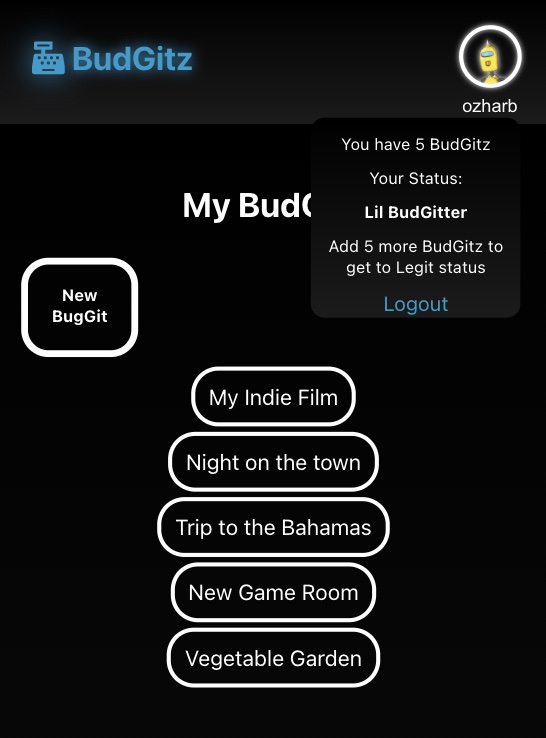 BudGitz
ozharb
You have 5 BudGitz
Your Status:
Lil BudGitter
Add 5 more BudGitz to
get to Legit status
Logout
My Bud
New
BugGit
My Indie Film
Night on the town
Trip to the Bahamas
New Game Room
Vegetable Garden